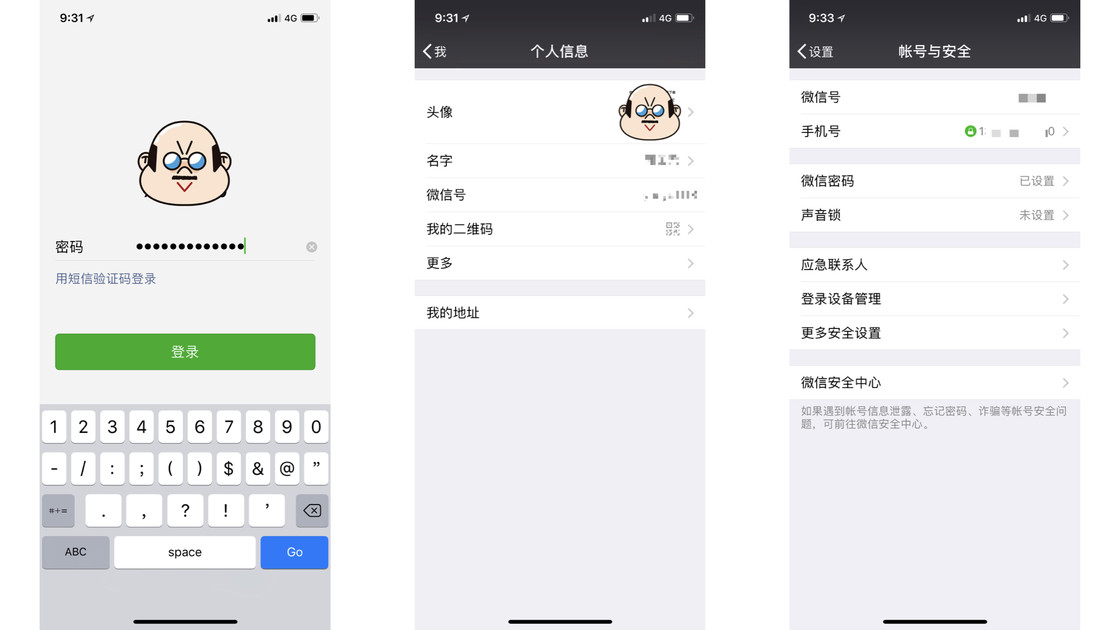 9:31
4G
密码
●●●●●●●●●●●●●
用短信验证码登录
登录
1 2 3 4 5 6 7 8 9 0
- / : ; ( ) $ & @ ”
#+= . , ? ! ’
ABC space Go
9:31
4G
我 个人信息
头像
名字
微信号
我的二维码
更多
我的地址
9:33
4G
设置 帐号与安全
微信号
手机号
微信密码 已设置
声音锁 未设置
应急联系人
登录设备管理
更多安全设置
微信安全中心
如果遇到帐号信息泄露、忘记密码、诈骗等帐号安全问
题，可前往微信安全中心。